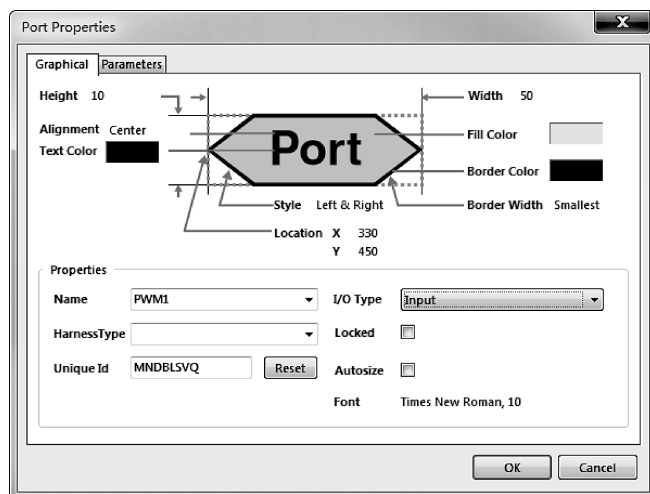 Port Properties
Graphical Parameters
Height 10
Width 50
Alignment Center
Fill Color
Text Color
Port
Border Color
Style Left & Right
Border Width Smallest
Location X 330
Y 450
Properties
Name PWM1
I/O Type Input
HarnessType
Locked
Unique Id MNDBLSVQ Reset
Autosize
Font Times New Roman, 10
OK Cancel